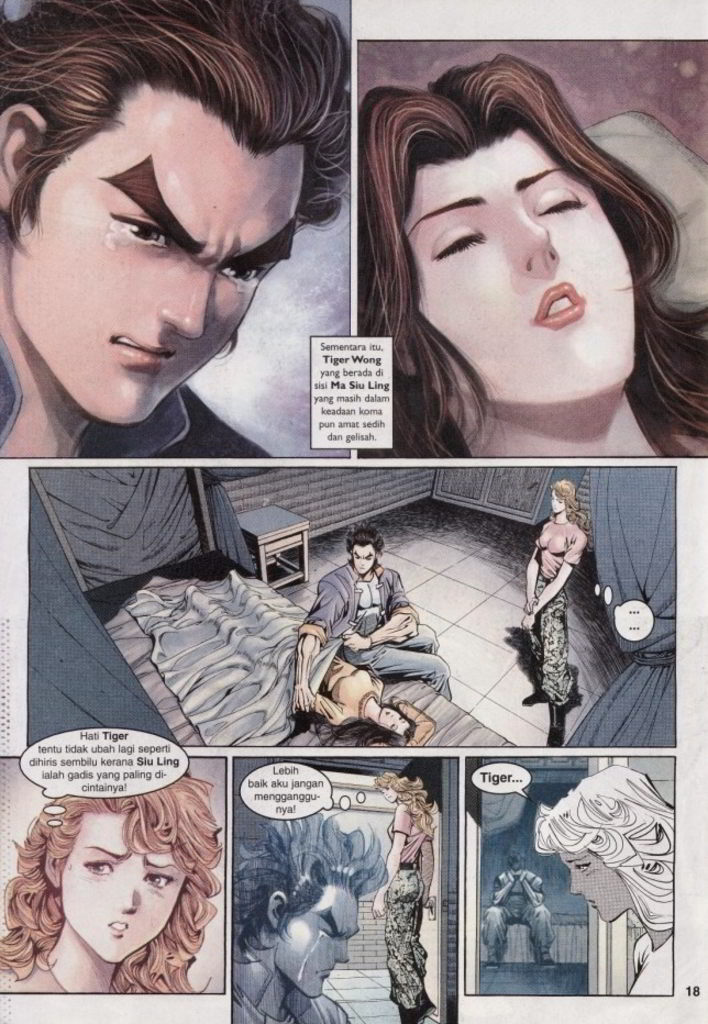 Sementara itu,
Tiger Wong
yang berada di
sisi Ma Siu Ling
yang masih dalam
keadaan koma
pun amat sedih
dan gelisah.
...
...
Hati Tiger
tentu tidak ubah lagi seperti
dihiris sembilu kerana Siu Ling
ialah gadis yang paling di-
cintainya!
Lebih
baik aku jangan
mengganggu-
nya!
Tiger...
18